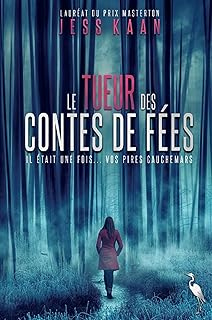 LAURÉAT DU PRIX MASTERTON
JESS KAAN
LE TUEUR DES
CONTES DE FÉES
IL ÉTAIT UNE FOIS... VOS PIRES CAUCHEMARS